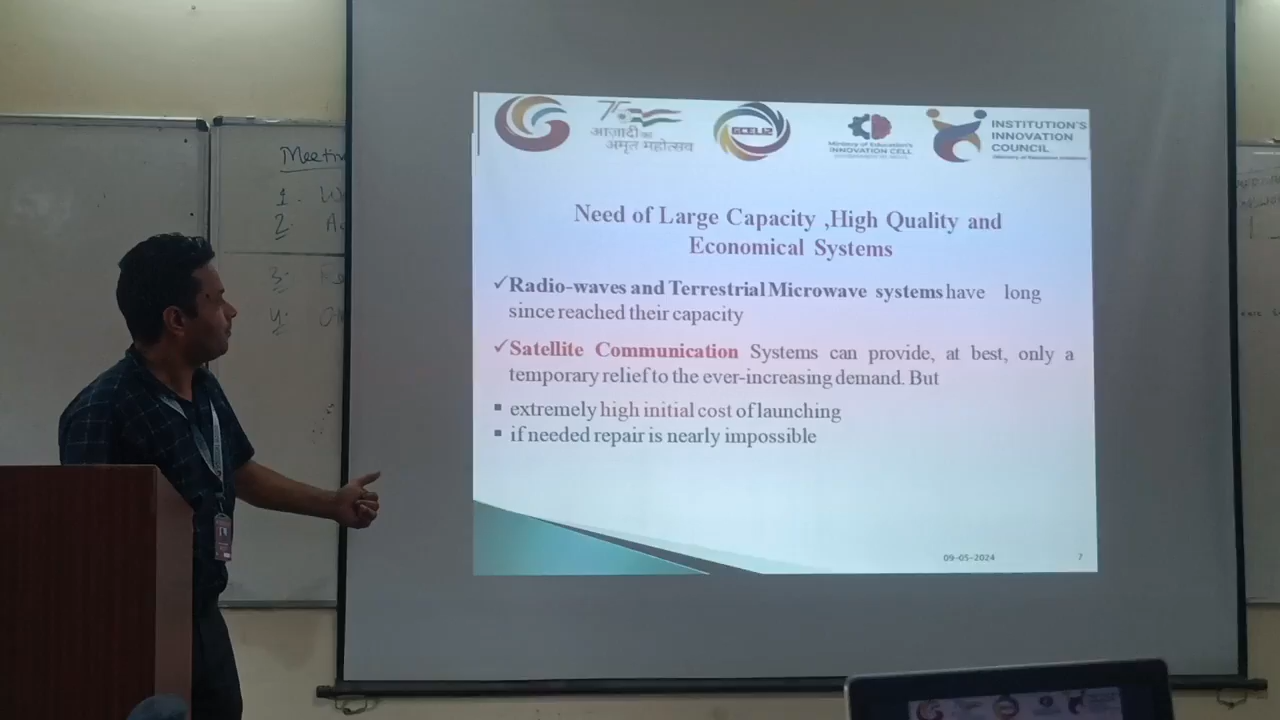 Meetin
1.
2.
3.
4.
आज़ादी का
अमृत महोत्सव
Ministry of Education's
INNOVATION CELL
INSTITUTION'S
INNOVATION
COUNCIL
Need of Large Capacity ,High Quality and
Economical Systems
✓Radio-waves and Terrestrial Microwave systems have long
since reached their capacity
✓Satellite Communication Systems can provide, at best, only a
temporary relief to the ever-increasing demand. But
▪ extremely high initial cost of launching
▪ if needed repair is nearly impossible
09-05-2024 7